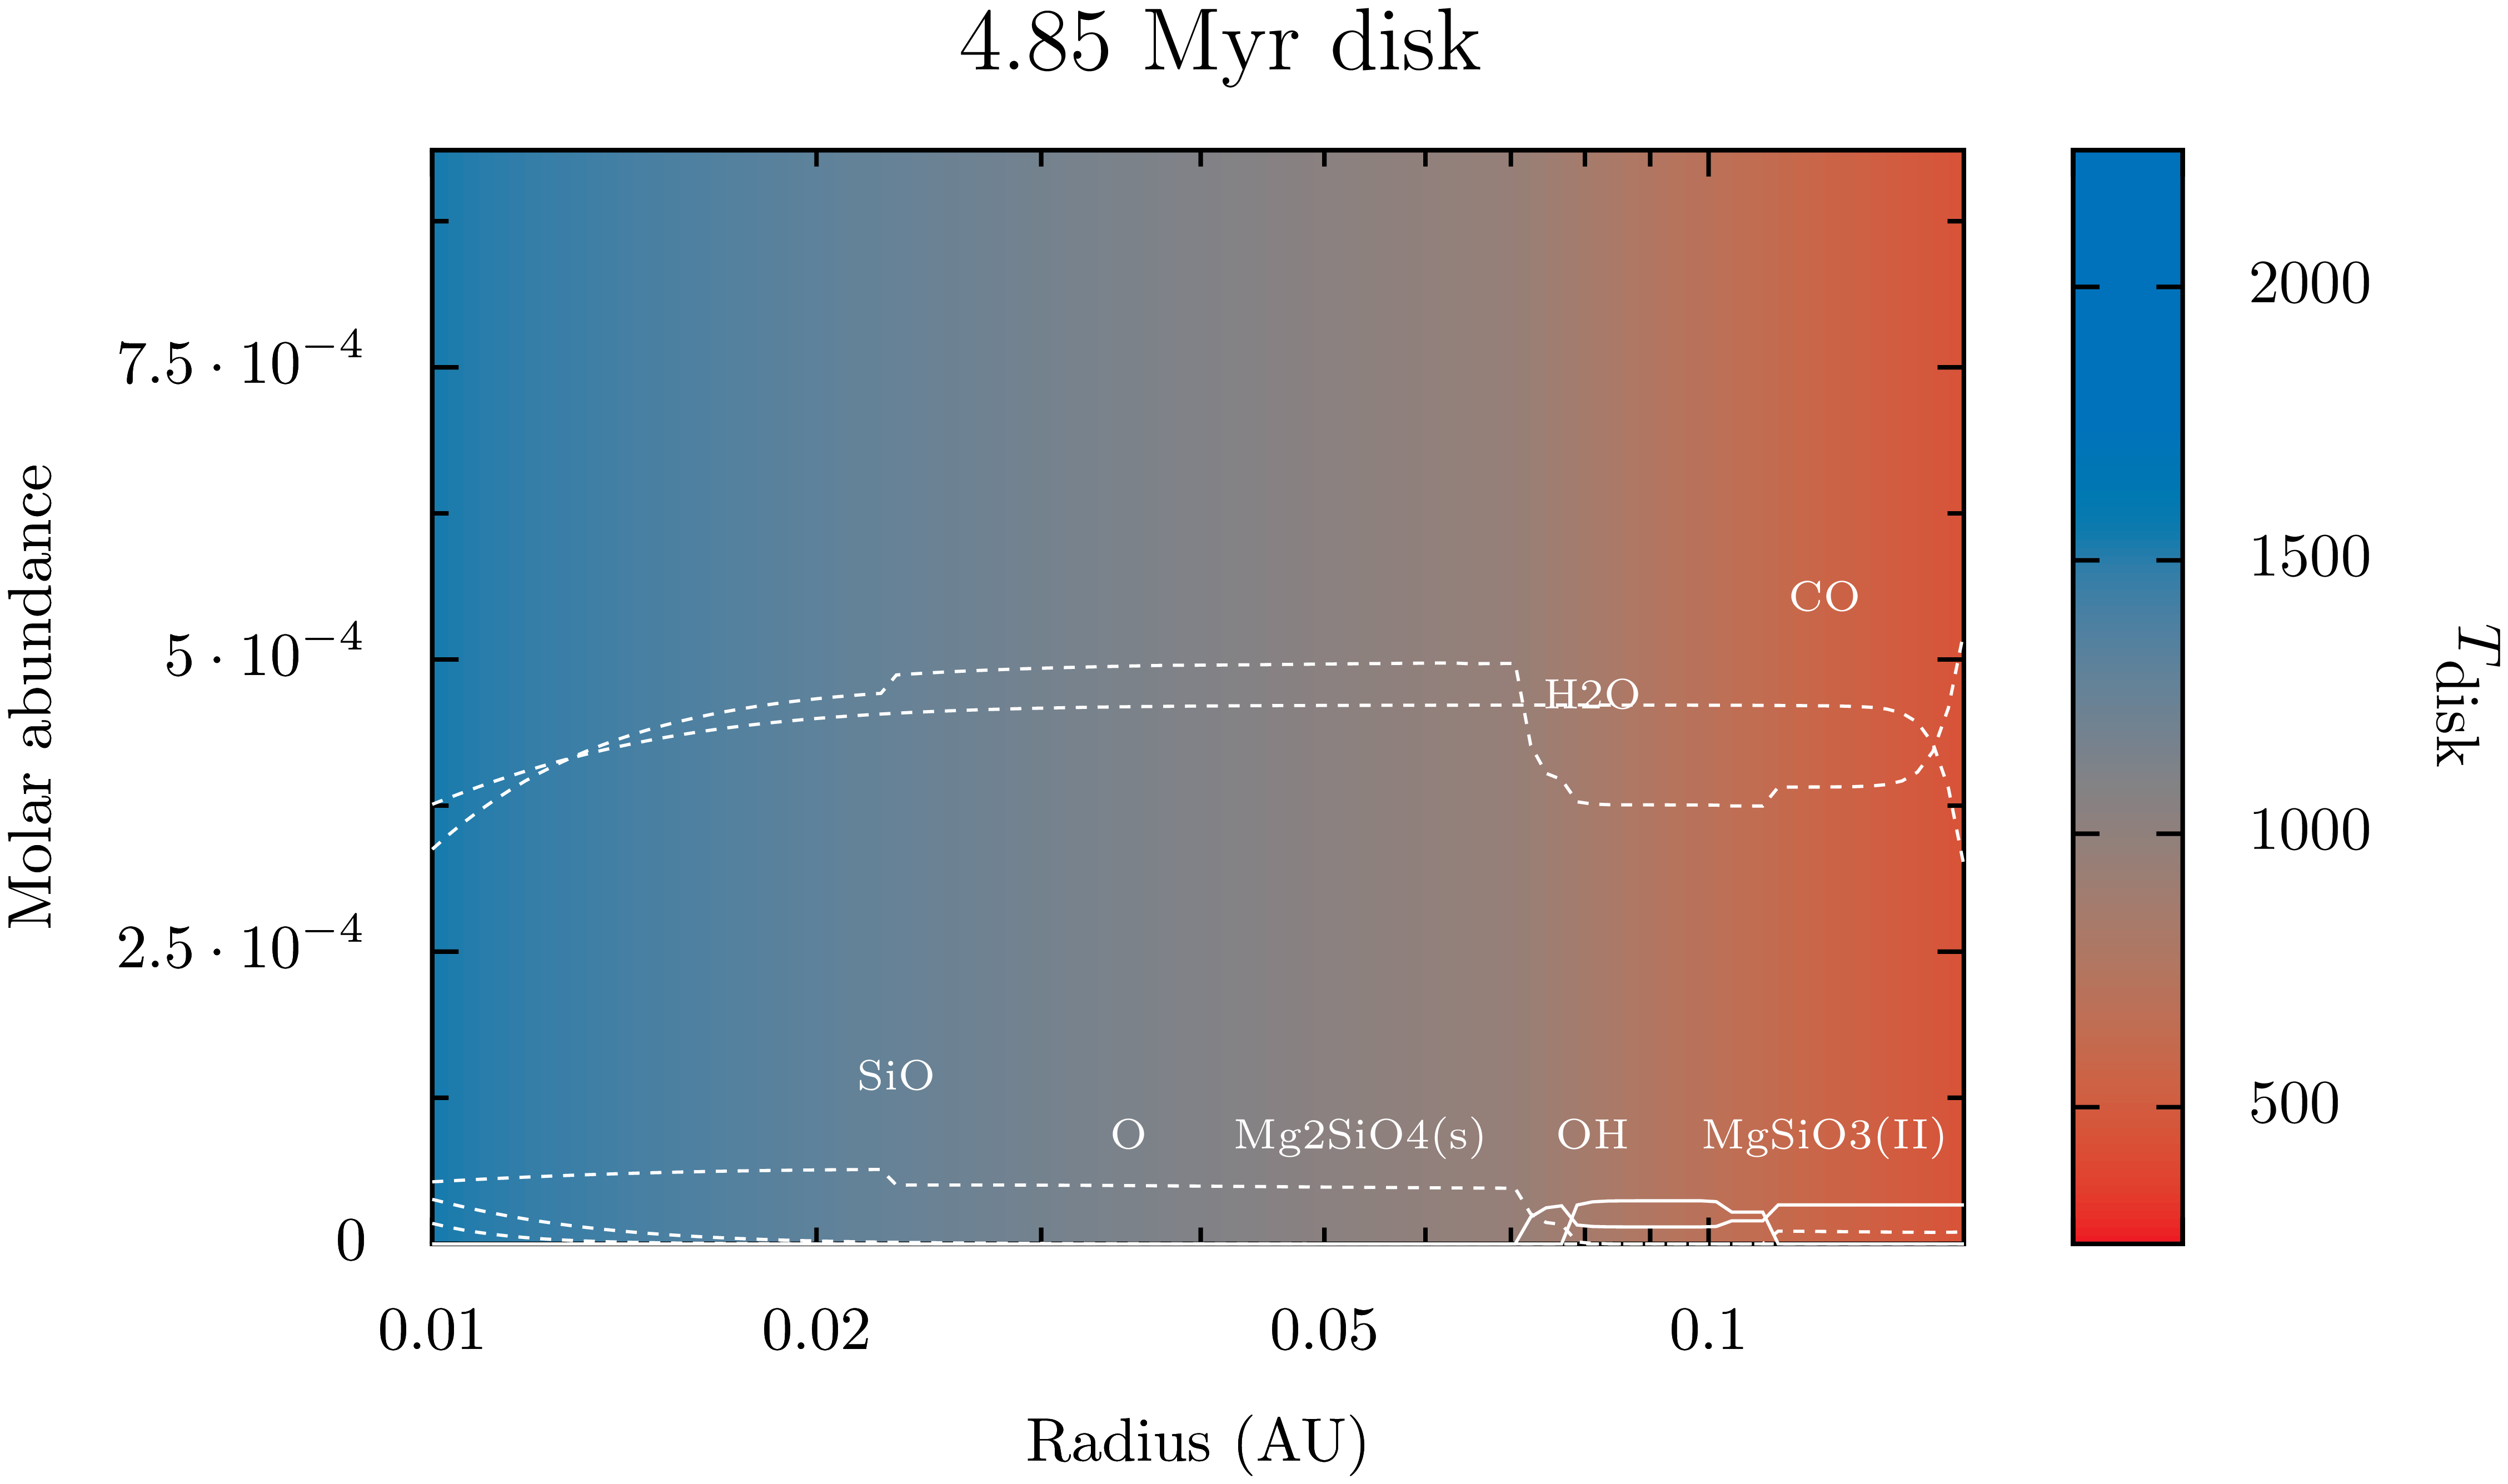 4.85 Myr disk
Molar abundance
7.5 · 10⁻⁴
5 · 10⁻⁴
2.5 · 10⁻⁴
0
CO
H2O
SiO
O Mg2SiO4(s) OH MgSiO3(II)
0.01 0.02 0.05 0.1
Radius (AU)
2000
1500
1000
500
T disk